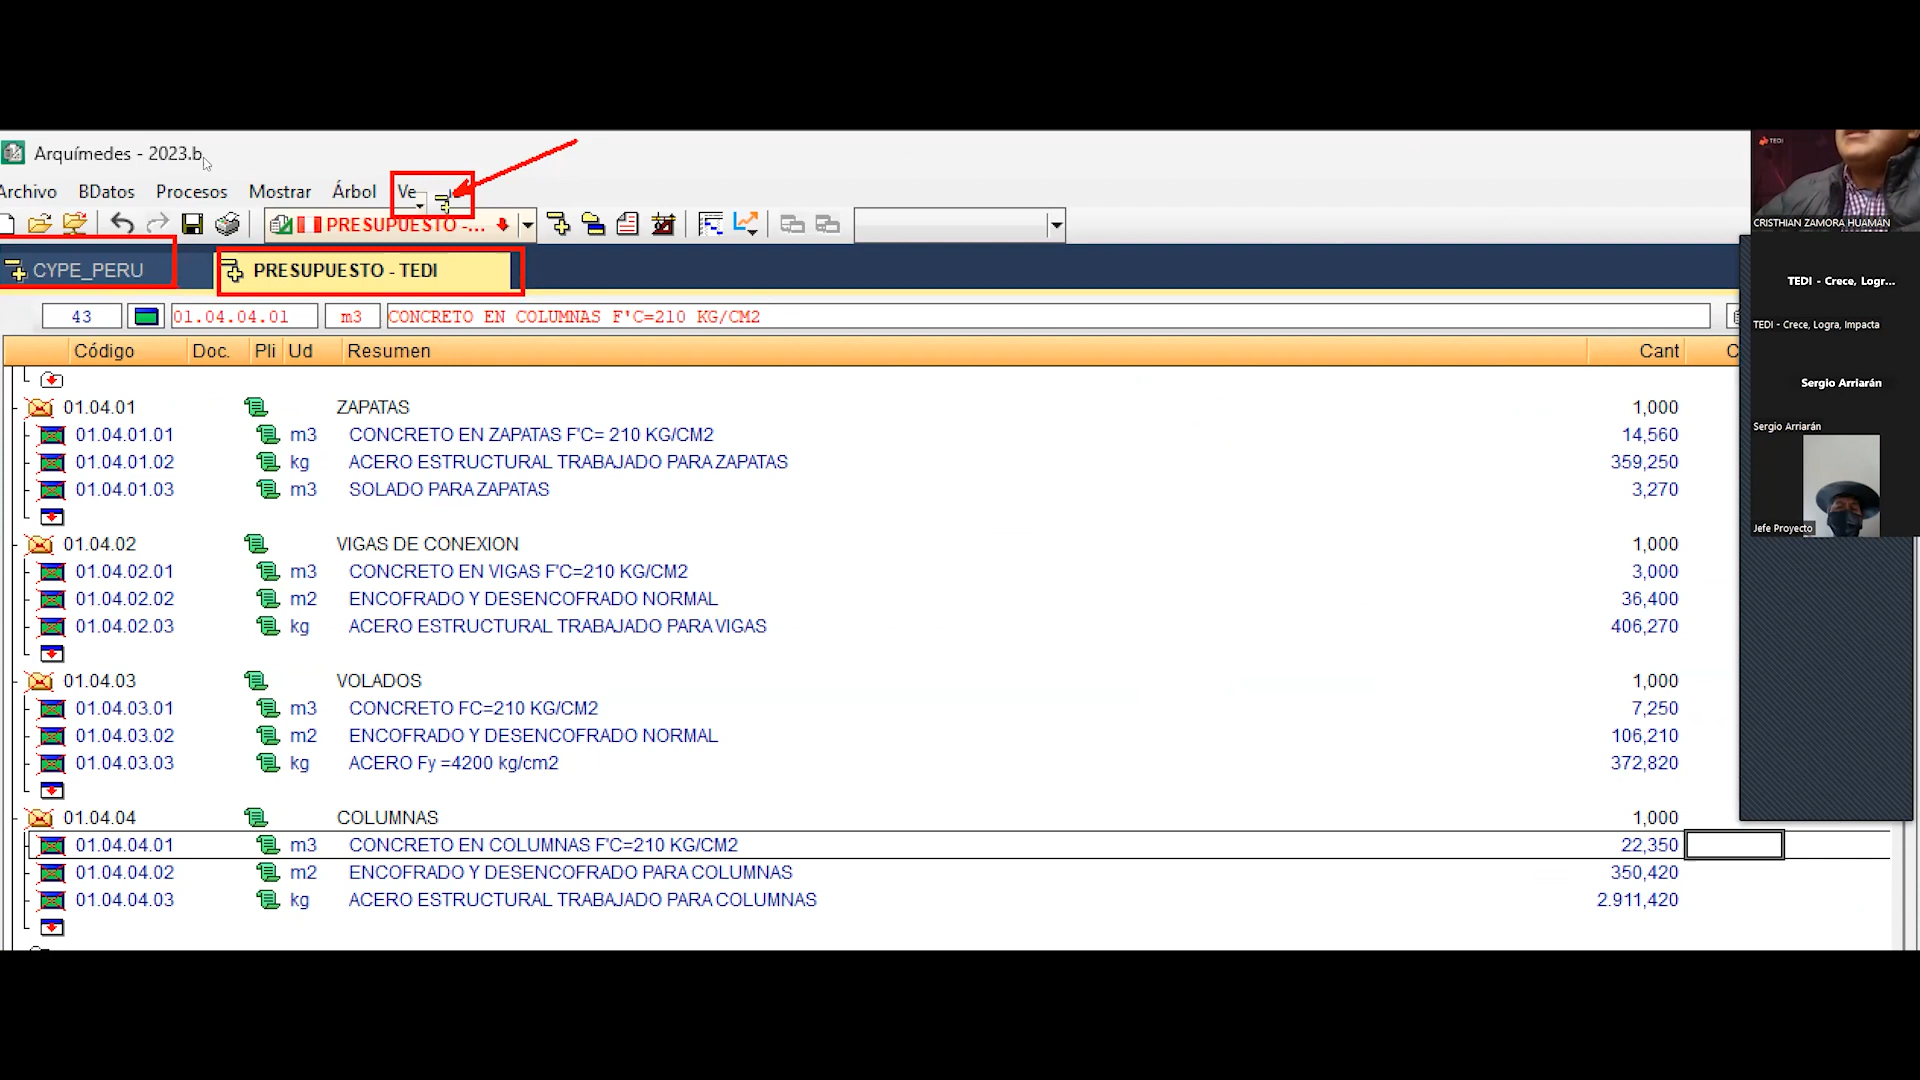 Arquímedes - 2023.b
Archivo BDatos Procesos Mostrar Árbol Ve
PRESUPUESTO -...
CYPE_PERU PRESUPUESTO - TEDI
43 01.04.04.01 m3 CONCRETO EN COLUMNAS F'C=210 KG/CM2
Código Doc. Pli Ud Resumen Cant C
01.04.01 ZAPATAS 1,000
01.04.01.01 m3 CONCRETO EN ZAPATAS F'C= 210 KG/CM2 14,560
01.04.01.02 kg ACERO ESTRUCTURAL TRABAJADO PARA ZAPATAS 359,250
01.04.01.03 m3 SOLADO PARA ZAPATAS 3,270
01.04.02 VIGAS DE CONEXION 1,000
01.04.02.01 m3 CONCRETO EN VIGAS F'C=210 KG/CM2 3,000
01.04.02.02 m2 ENCOFRADO Y DESENCOFRADO NORMAL 36,400
01.04.02.03 kg ACERO ESTRUCTURAL TRABAJADO PARA VIGAS 406,270
01.04.03 VOLADOS 1,000
01.04.03.01 m3 CONCRETO FC=210 KG/CM2 7,250
01.04.03.02 m2 ENCOFRADO Y DESENCOFRADO NORMAL 106,210
01.04.03.03 kg ACERO Fy =4200 kg/cm2 372,820
01.04.04 COLUMNAS 1,000
01.04.04.01 m3 CONCRETO EN COLUMNAS F'C=210 KG/CM2 22,350
01.04.04.02 m2 ENCOFRADO Y DESENCOFRADO PARA COLUMNAS 350,420
01.04.04.03 kg ACERO ESTRUCTURAL TRABAJADO PARA COLUMNAS 2.911,420
TEDI
CRISTHIAN ZAMORA HUAMAN
TEDI - Crece, Logr...
TEDI - Crece, Logra, Impacta
Sergio Arriarán
Sergio Arriarán
Jefe Proyecto